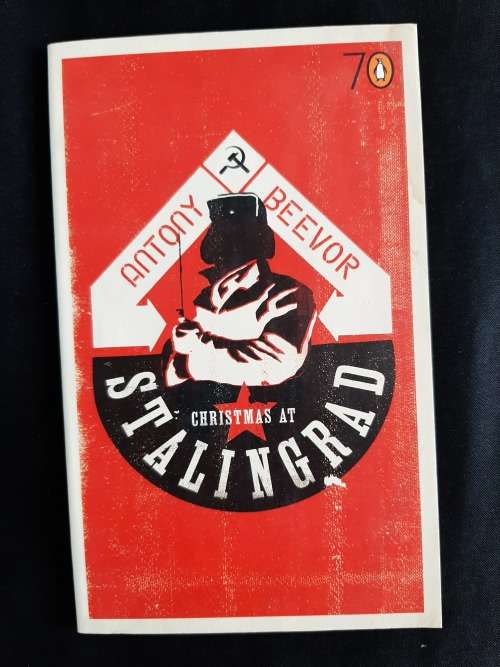 70
ANTONY BEEVOR
CHRISTMAS AT
STALINGRAD